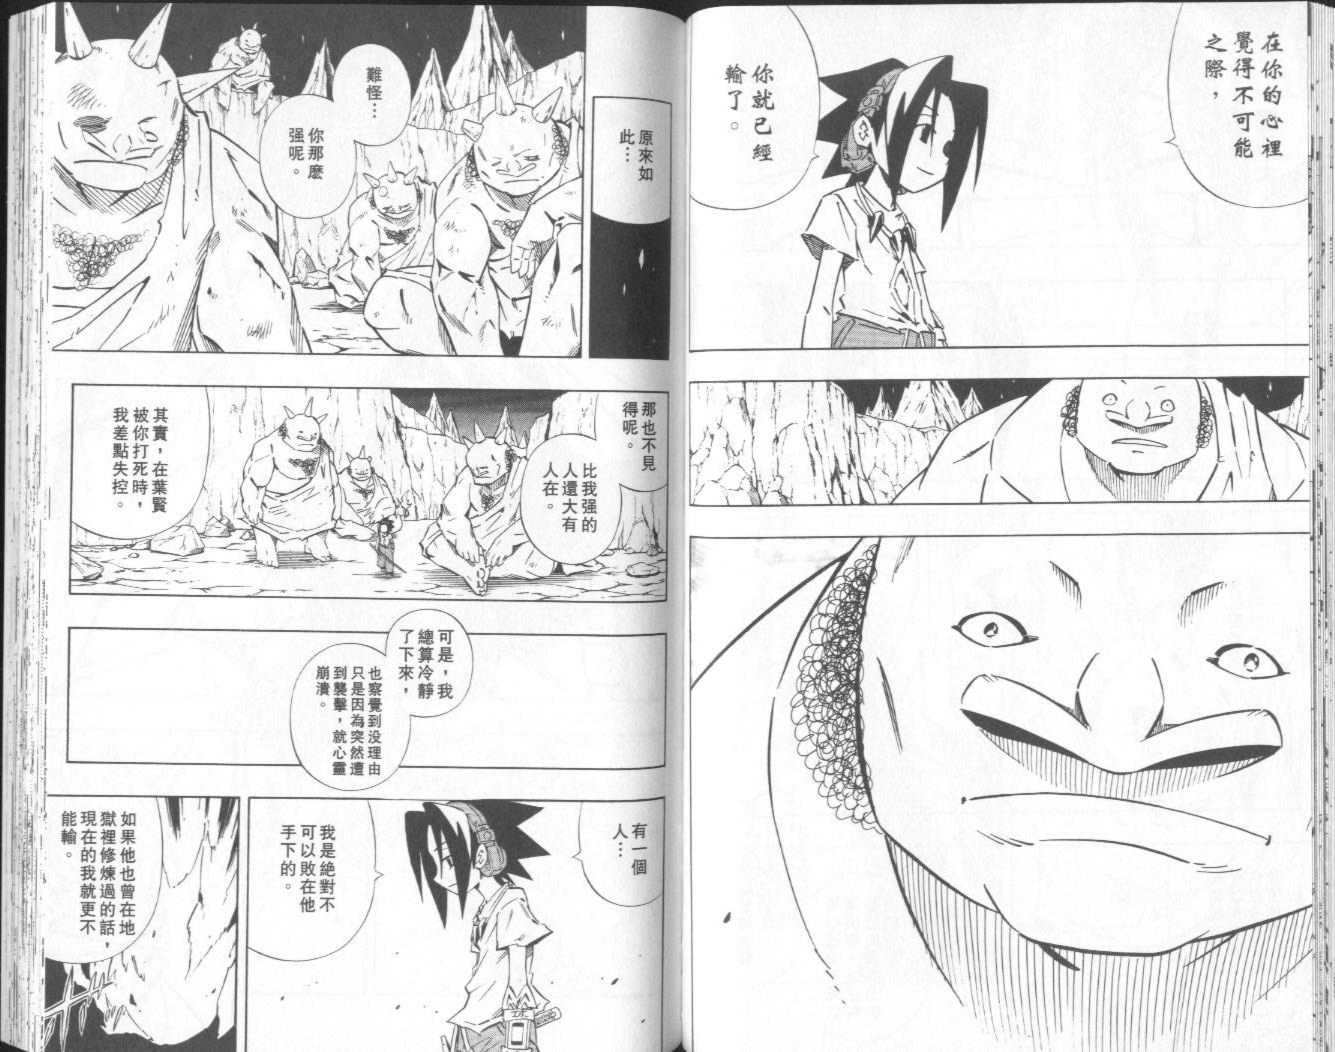 在你的心裡
覺得不可能
之際，
你就已經
輸了。
原來如
此…
難怪…
你那麼
强呢。
那也不見
得呢。
比我强的
人還大有
人在。
其實，在葉賢
被你打死時，
我差點失控。
可是，我
總算冷靜
了下來，
也察覺到没理由
只是因為突然遭
到襲擊，就心靈
崩潰。
有一個
人…
我是絕對不
可以敗在他
手下的。
如果他也曾在地
獄裡修煉過的話，
現在的我就更不
能輸。